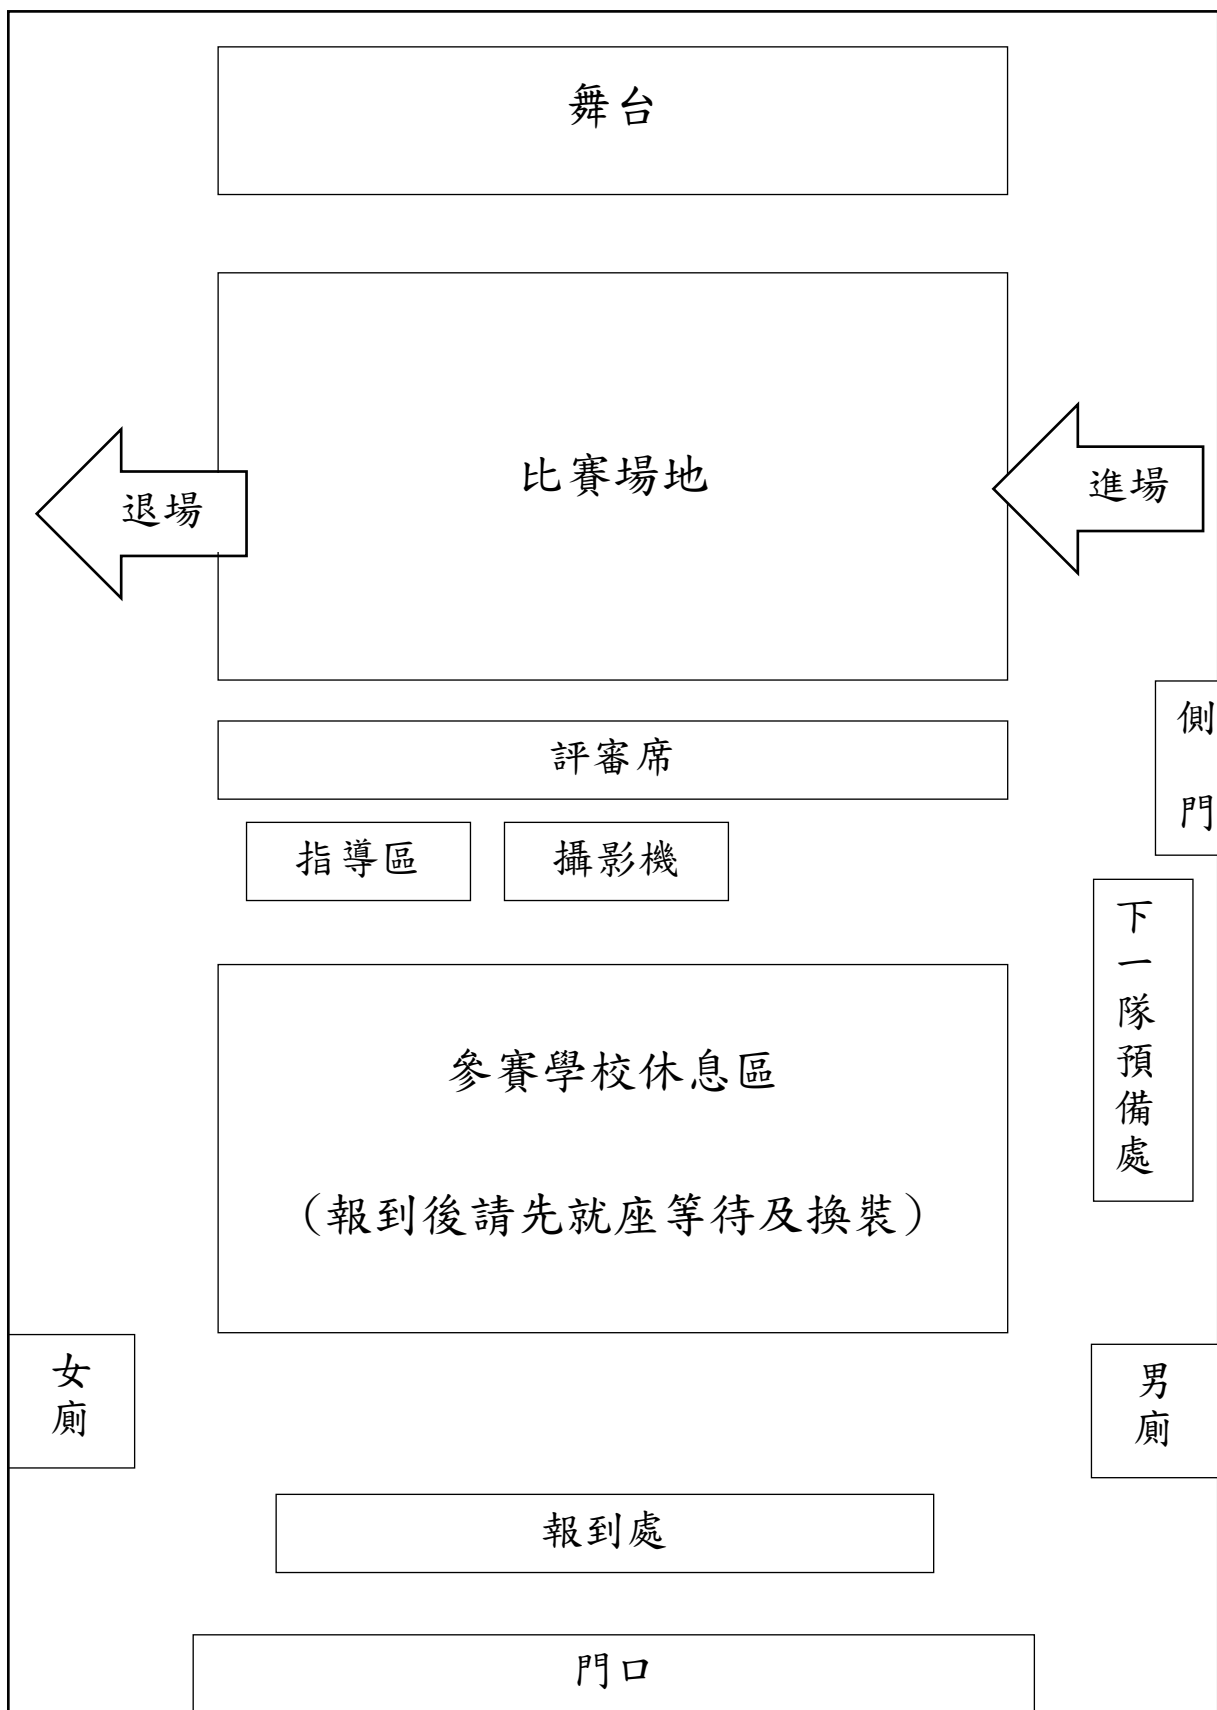 舞台
比賽場地
退場
進場
側門
評審席
指導區
攝影機
下一隊預備處
參賽學校休息區
（報到後請先就座等待及換裝）
女廁
男廁
報到處
門口